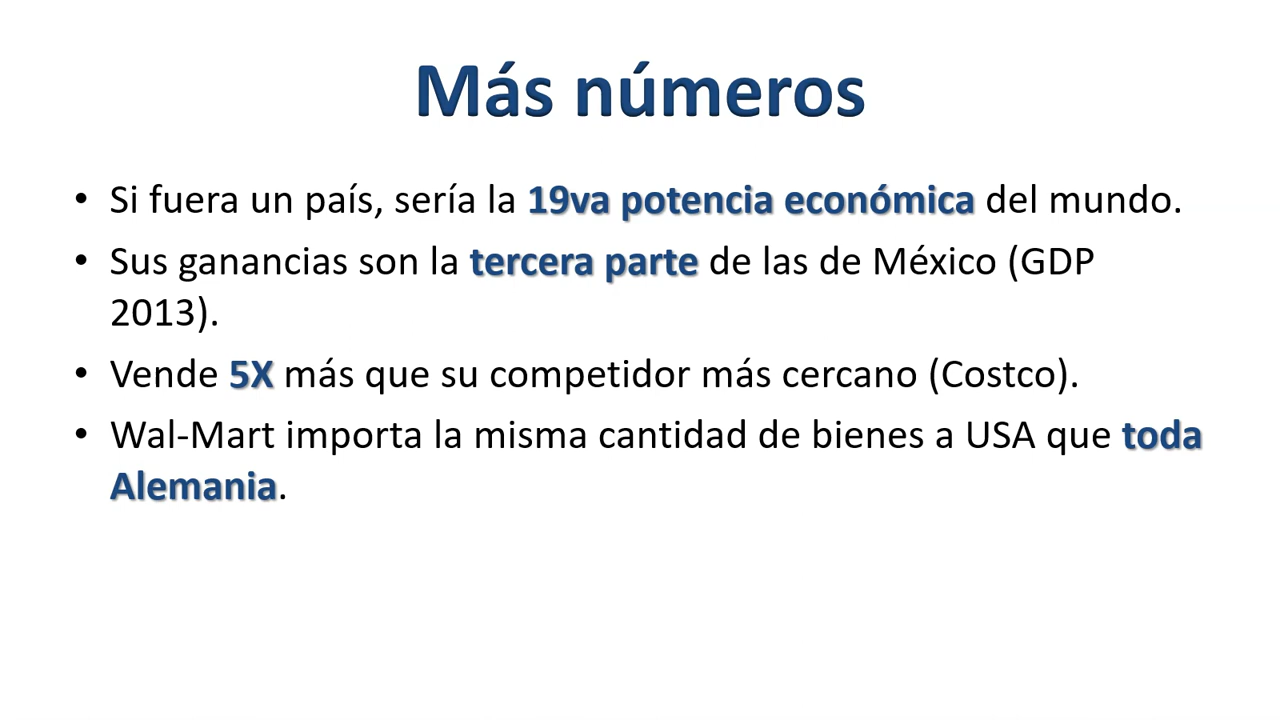 Más números
• Si fuera un país, sería la 19va potencia económica del mundo.
• Sus ganancias son la tercera parte de las de México (GDP
2013).
• Vende 5X más que su competidor más cercano (Costco).
• Wal-Mart importa la misma cantidad de bienes a USA que toda
Alemania.